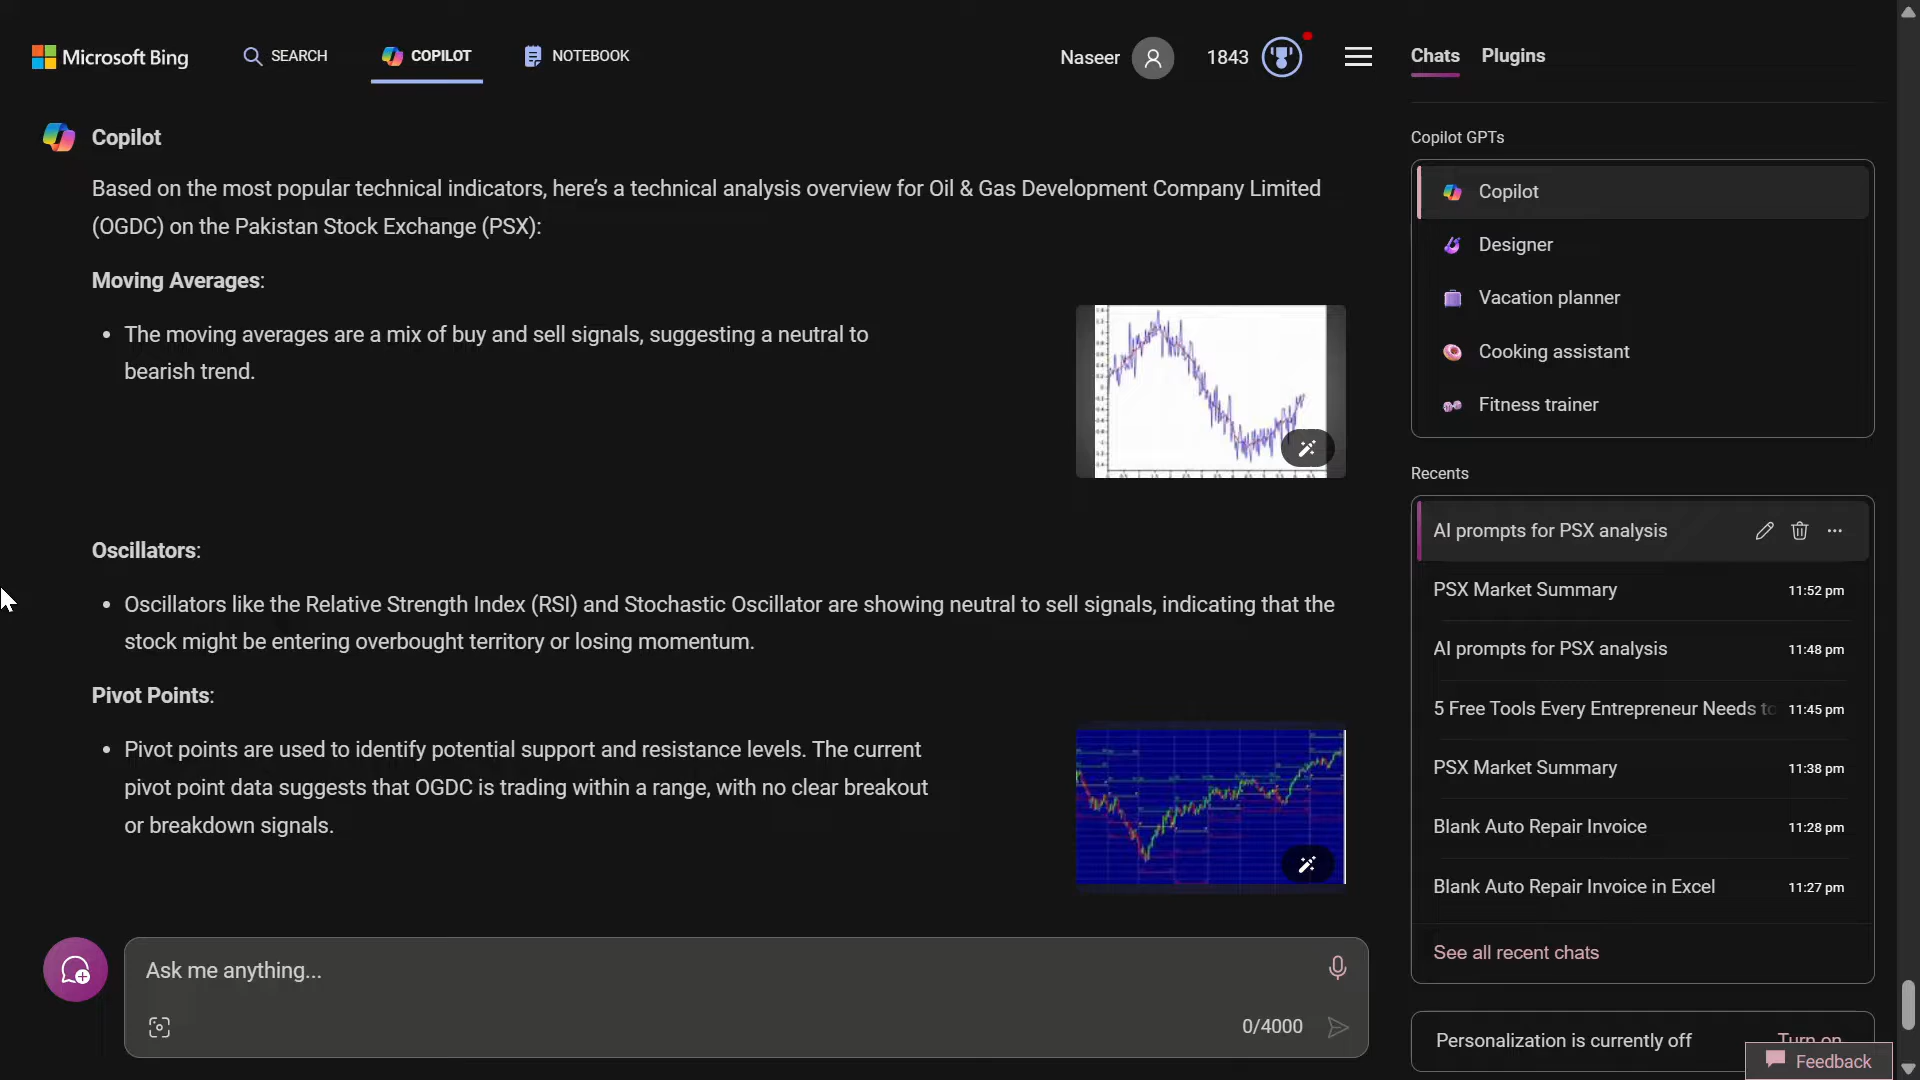 Microsoft Bing
SEARCH
COPILOT
NOTEBOOK
Naseer
1843
Chats
Plugins
Copilot
Based on the most popular technical indicators, here’s a technical analysis overview for Oil & Gas Development Company Limited
(OGDC) on the Pakistan Stock Exchange (PSX):
Moving Averages:
• The moving averages are a mix of buy and sell signals, suggesting a neutral to
bearish trend.
Oscillators:
• Oscillators like the Relative Strength Index (RSI) and Stochastic Oscillator are showing neutral to sell signals, indicating that the
stock might be entering overbought territory or losing momentum.
Pivot Points:
• Pivot points are used to identify potential support and resistance levels. The current
pivot point data suggests that OGDC is trading within a range, with no clear breakout
or breakdown signals.
Ask me anything...
0/4000
Copilot GPTs
Copilot
Designer
Vacation planner
Cooking assistant
Fitness trainer
Recents
AI prompts for PSX analysis
PSX Market Summary 11:52 pm
AI prompts for PSX analysis 11:48 pm
5 Free Tools Every Entrepreneur Needs to 11:45 pm
PSX Market Summary 11:38 pm
Blank Auto Repair Invoice 11:28 pm
Blank Auto Repair Invoice in Excel 11:27 pm
See all recent chats
Personalization is currently off Turn on
Feedback